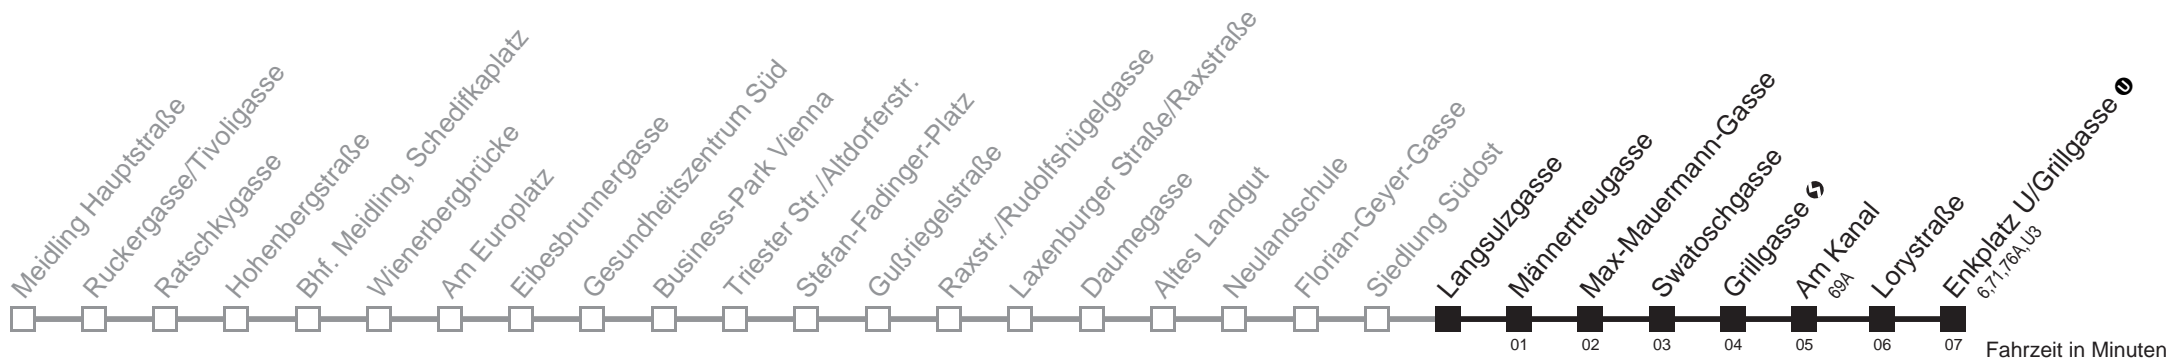 Meidling Hauptstraße
Ruckergasse/Tivoligasse
Ratschkygasse
Hohenbergstraße
Bhf. Meidling, Schedifkaplatz
Wienerbergbrücke
Am Europlatz
Eibesbrunnergasse
Gesundheitszentrum Süd
Business-Park Vienna
Triester Str./Altdorferstr.
Stefan-Fadinger-Platz
Gußriegelstraße
Raxstr./Rudolfshügelgasse
Laxenburger Straße/Raxstraße
Daumegasse
Altes Landgut
Neulandschule
Florian-Geyer-Gasse
Siedlung Südost
Langsulzgasse
Männertreugasse
Max-Mauermann-Gasse
Swatoschgasse
Grillgasse
Am Kanal
69A
Lorystraße
Enkplatz U/Grillgasse U
6,71,76A,U3
01 02 03 04 05 06 07
Fahrzeit in Minuten